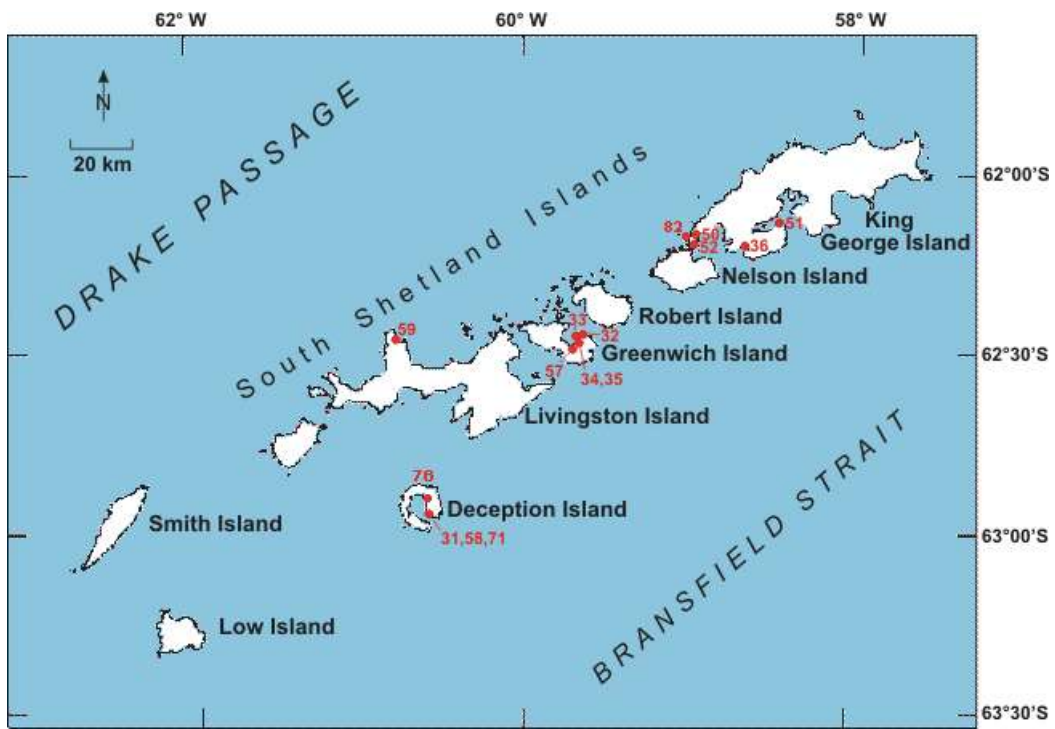 62° W 60° W 58° W
N
20 km
DRAKE PASSAGE
South Shetland Islands
62°00'S
King
George Island
82
50
52
51
36
Nelson Island
Robert Island
33
32
Greenwich Island
59
57
34,35
62°30'S
Livingston Island
Deception Island
31,58,71
Smith Island
63°00'S
BRANSFIELD STRAIT
Low Island
63°30'S